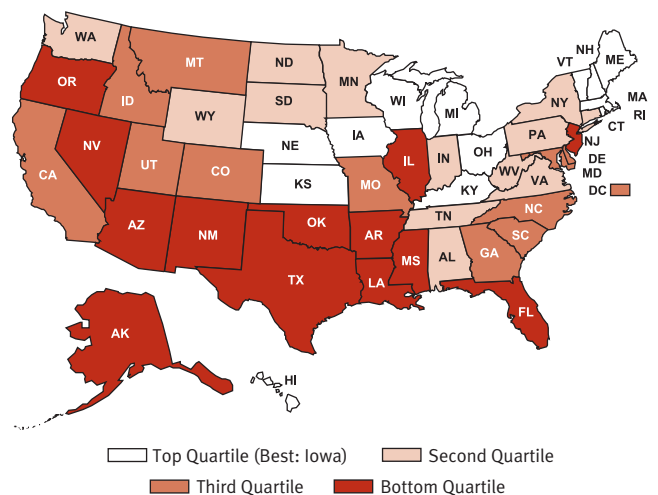 WA
OR
CA
NV
ID
MT
WY
UT
CO
AZ
NM
ND
SD
NE
KS
OK
TX
MN
IA
MO
AR
LA
WI
IL
MS
MI
IN
KY
TN
AL
OH
WV
VA
NC
SC
GA
FL
PA
NY
VT
NH
ME
MA
RI
CT
NJ
DE
MD
DC
AK
HI
Top Quartile (Best: Iowa)
Second Quartile
Third Quartile
Bottom Quartile